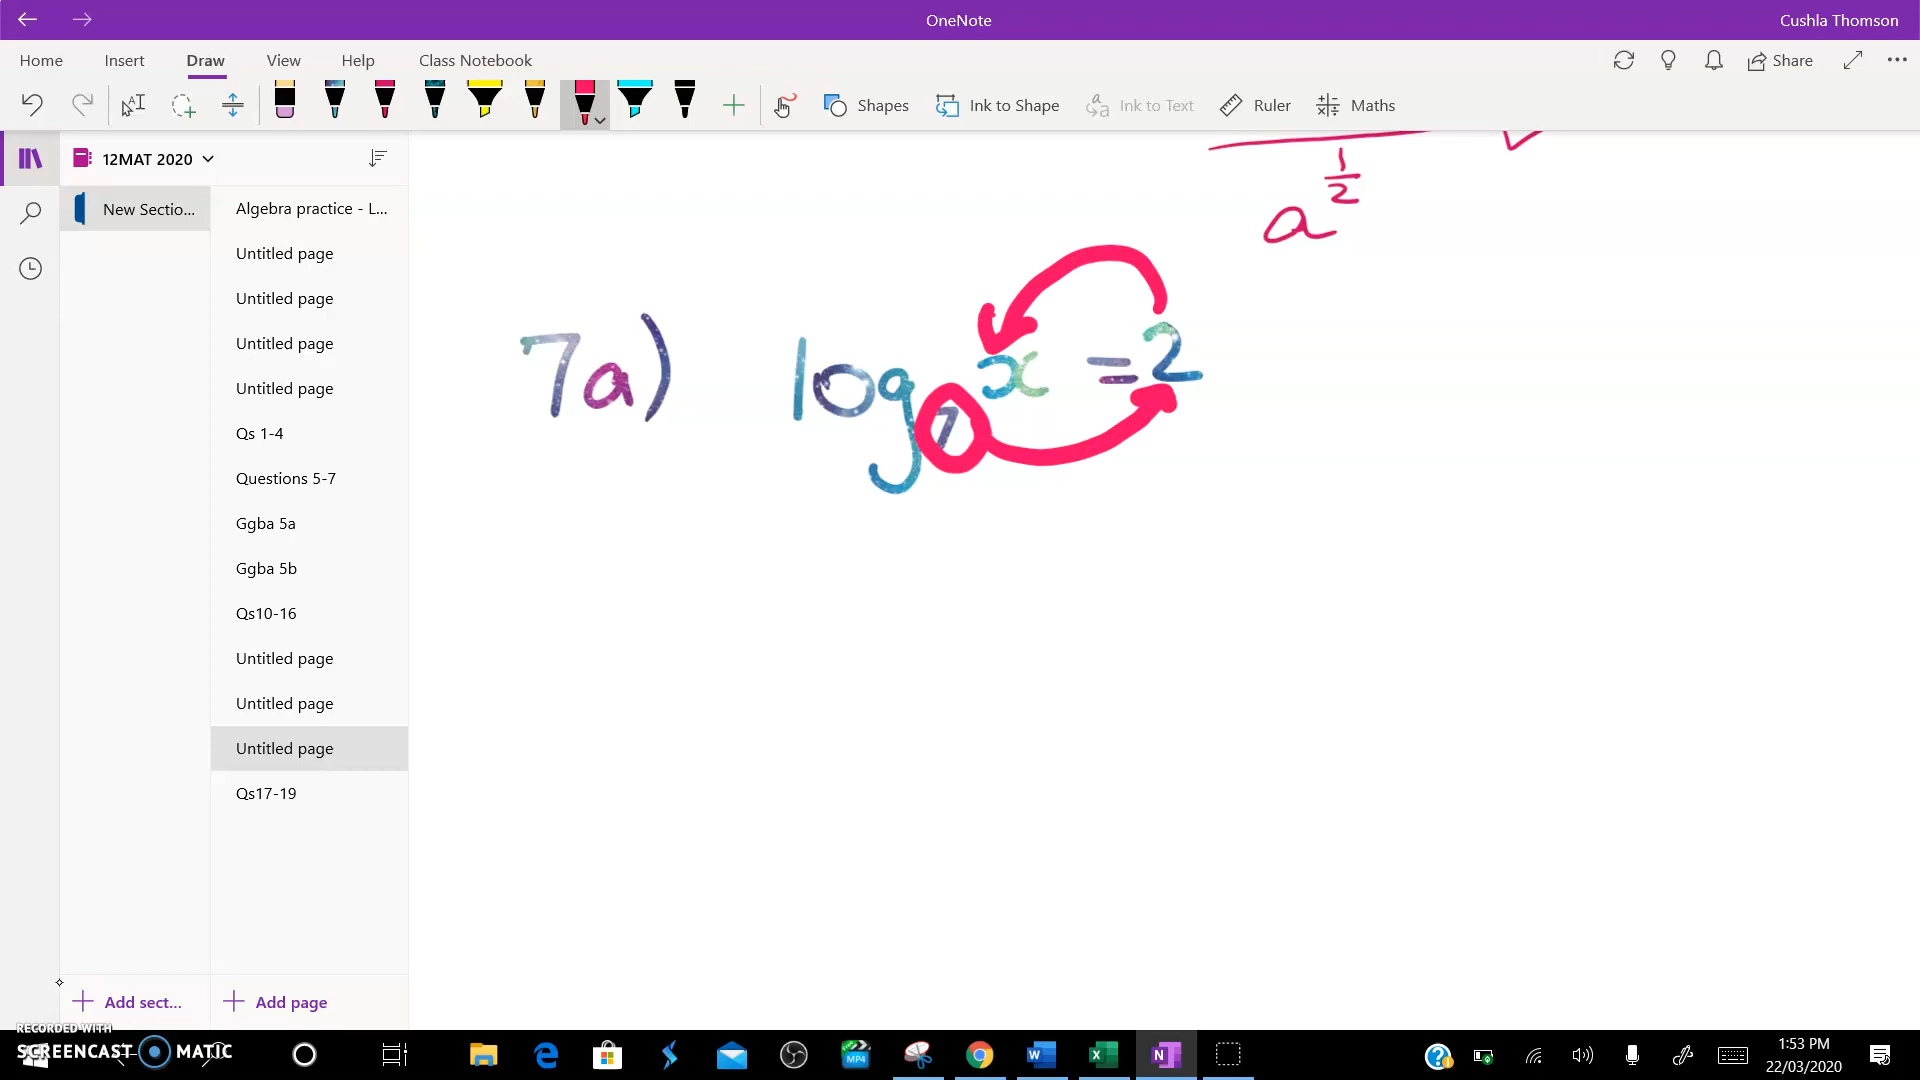 OneNote
Cushla Thomson
Home Insert Draw View Help Class Notebook
Share
Shapes Ink to Shape Ink to Text Ruler Maths
12MAT 2020
New Sectio...
Algebra practice - L...
Untitled page
Untitled page
Untitled page
Untitled page
Qs 1-4
Questions 5-7
Ggba 5a
Ggba 5b
Qs10-16
Untitled page
Untitled page
Untitled page
Qs17-19
a^(1/2)
7a) log₇ x = 2
Add sect...
Add page
RECORDED WITH
SCREENCAST MATIC
1:53 PM
22/03/2020